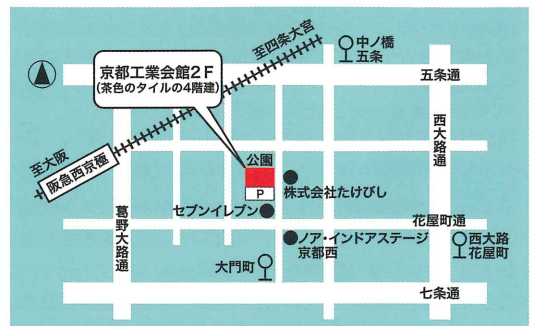 至四条大宮
中ノ橋
五条
京都工業会館2F
(茶色のタイルの4階建)
五条通
西大路通
至大阪
阪急西京極
公園
P
株式会社たけびし
セブンイレブン
葛野大路通
花屋町通
ノア・インドアステージ
京都西
西大路
花屋町
大門町
七条通